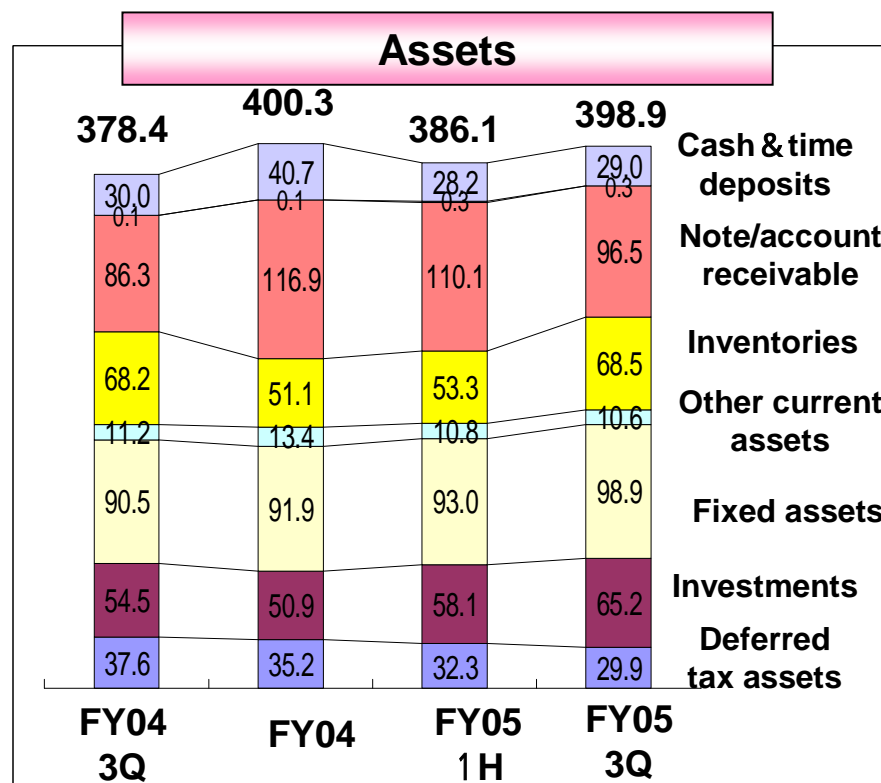 Assets
378.4 400.3 386.1 398.9
Cash & time
deposits
30.0 40.7 28.2 29.0
0.1 0.1 0.3 0.3
Note/account
receivable
86.3 116.9 110.1 96.5
Inventories
68.2 51.1 53.3 68.5
Other current
assets
11.2 13.4 10.8 10.6
Fixed assets
90.5 91.9 93.0 98.9
Investments
54.5 50.9 58.1 65.2
Deferred
tax assets
37.6 35.2 32.3 29.9
FY04 FY04 FY05 FY05
3Q 1H 3Q